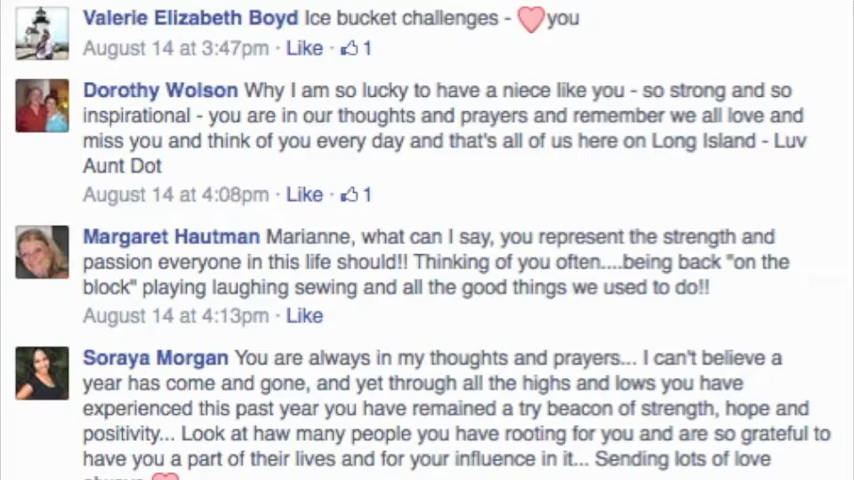 Valerie Elizabeth Boyd Ice bucket challenges - ❤you
August 14 at 3:47pm · Like · 1
Dorothy Wolson Why I am so lucky to have a niece like you - so strong and so
inspirational - you are in our thoughts and prayers and remember we all love and
miss you and think of you every day and that's all of us here on Long Island - Luv
Aunt Dot
August 14 at 4:08pm · Like · 1
Margaret Hautman Marianne, what can I say, you represent the strength and
passion everyone in this life should!! Thinking of you often....being back "on the
block" playing laughing sewing and all the good things we used to do!!
August 14 at 4:13pm · Like
Soraya Morgan You are always in my thoughts and prayers... I can't believe a
year has come and gone, and yet through all the highs and lows you have
experienced this past year you have remained a try beacon of strength, hope and
positivity... Look at haw many people you have rooting for you and are so grateful to
have you a part of their lives and for your influence in it... Sending lots of love